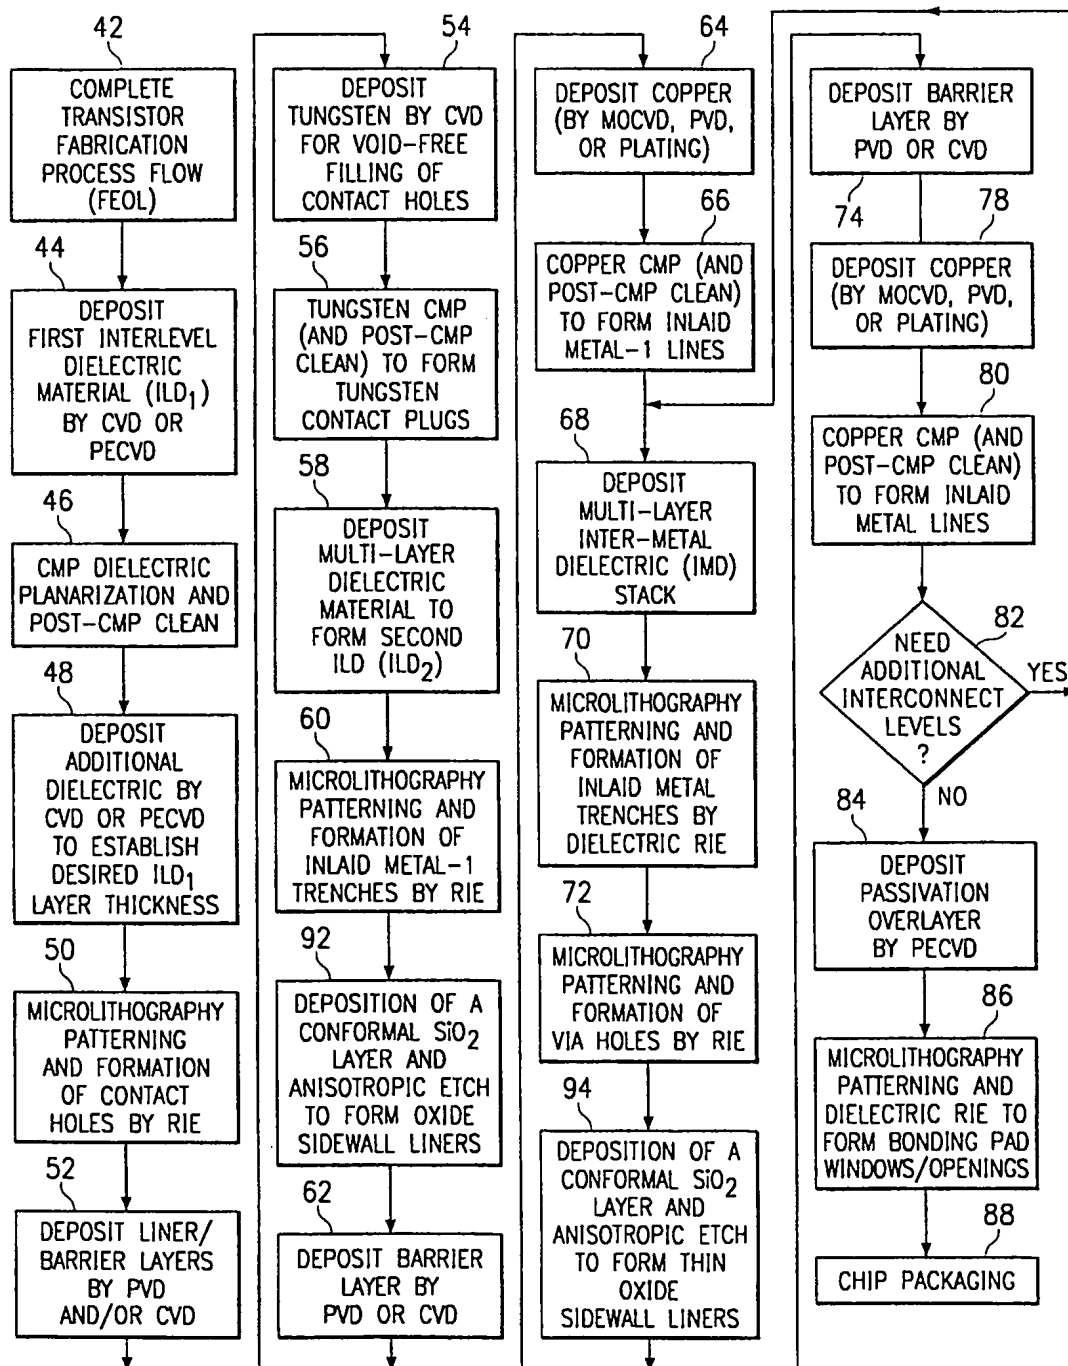 42
COMPLETE
TRANSISTOR
FABRICATION
PROCESS FLOW
(FEOL)
44
DEPOSIT
FIRST INTERLEVEL
DIELECTRIC
MATERIAL (ILD₁)
BY CVD OR
PECVD
46
CMP DIELECTRIC
PLANARIZATION AND
POST-CMP CLEAN
48
DEPOSIT
ADDITIONAL
DIELECTRIC BY
CVD OR PECVD
TO ESTABLISH
DESIRED ILD₁
LAYER THICKNESS
50
MICROLITHOGRAPHY
PATTERNING
AND FORMATION
OF CONTACT
HOLES BY RIE
52
DEPOSIT LINER/
BARRIER LAYERS
BY PVD
AND/OR CVD
54
DEPOSIT
TUNGSTEN BY CVD
FOR VOID-FREE
FILLING OF
CONTACT HOLES
56
TUNGSTEN CMP
(AND POST-CMP
CLEAN) TO FORM
TUNGSTEN
CONTACT PLUGS
58
DEPOSIT
MULTI-LAYER
DIELECTRIC
MATERIAL TO
FORM SECOND
ILD (ILD₂)
60
MICROLITHOGRAPHY
PATTERNING AND
FORMATION OF
INLAID METAL-1
TRENCHES BY RIE
92
DEPOSITION OF A
CONFORMAL SiO₂
LAYER AND
ANISOTROPIC ETCH
TO FORM OXIDE
SIDEWALL LINERS
62
DEPOSIT BARRIER
LAYER BY
PVD OR CVD
64
DEPOSIT COPPER
(BY MOCVD, PVD,
OR PLATING)
66
COPPER CMP (AND
POST-CMP CLEAN)
TO FORM INLAID
METAL-1 LINES
68
DEPOSIT
MULTI-LAYER
INTER-METAL
DIELECTRIC (IMD)
STACK
70
MICROLITHOGRAPHY
PATTERNING AND
FORMATION OF
INLAID METAL
TRENCHES BY
DIELECTRIC RIE
72
MICROLITHOGRAPHY
PATTERNING AND
FORMATION OF
VIA HOLES BY RIE
94
DEPOSITION OF A
CONFORMAL SiO₂
LAYER AND
ANISOTROPIC ETCH
TO FORM THIN
OXIDE
SIDEWALL LINERS
DEPOSIT BARRIER
LAYER BY
PVD OR CVD
74
78
DEPOSIT COPPER
(BY MOCVD, PVD,
OR PLATING)
80
COPPER CMP (AND
POST-CMP CLEAN)
TO FORM INLAID
METAL LINES
82
NEED
ADDITIONAL
INTERCONNECT
LEVELS
?
YES
NO
84
DEPOSIT
PASSIVATION
OVERLAYER
BY PECVD
86
MICROLITHOGRAPHY
PATTERNING AND
DIELECTRIC RIE TO
FORM BONDING PAD
WINDOWS/OPENINGS
88
CHIP PACKAGING